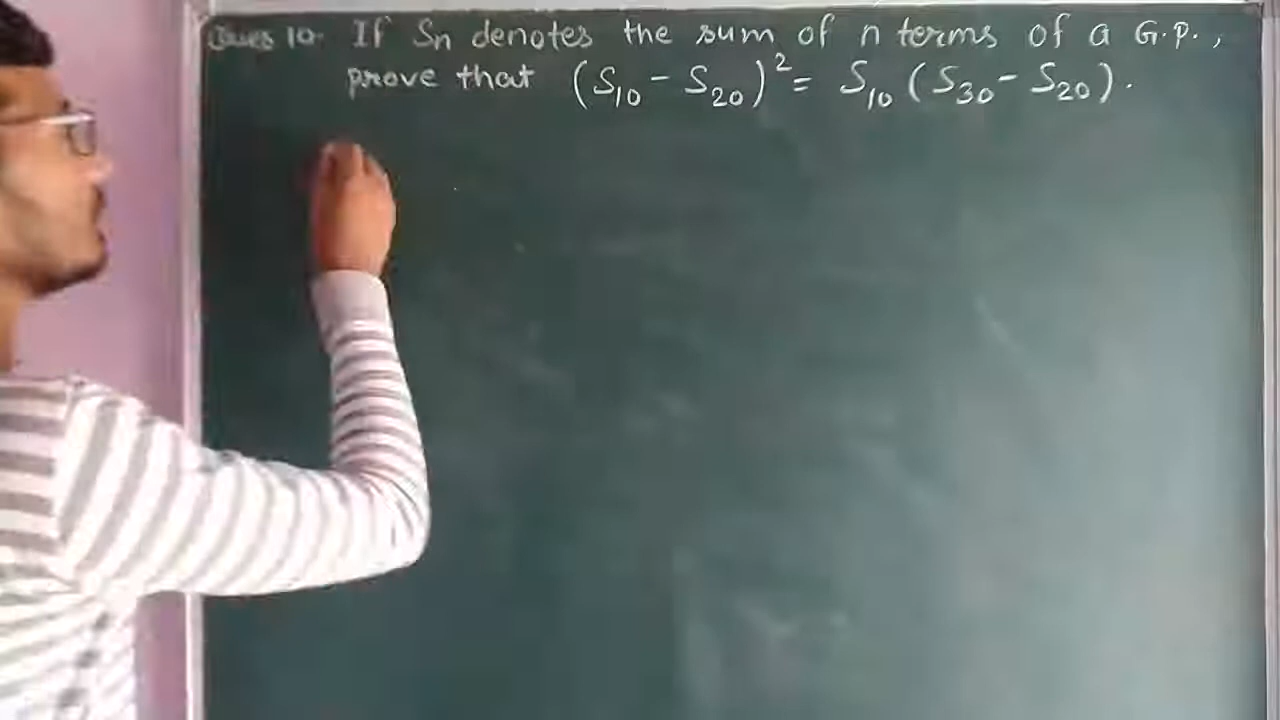 Ques 10. If Sn denotes the sum of n terms of a G.P.,
prove that (S₁₀ - S₂₀)² = S₁₀ (S₃₀ - S₂₀).